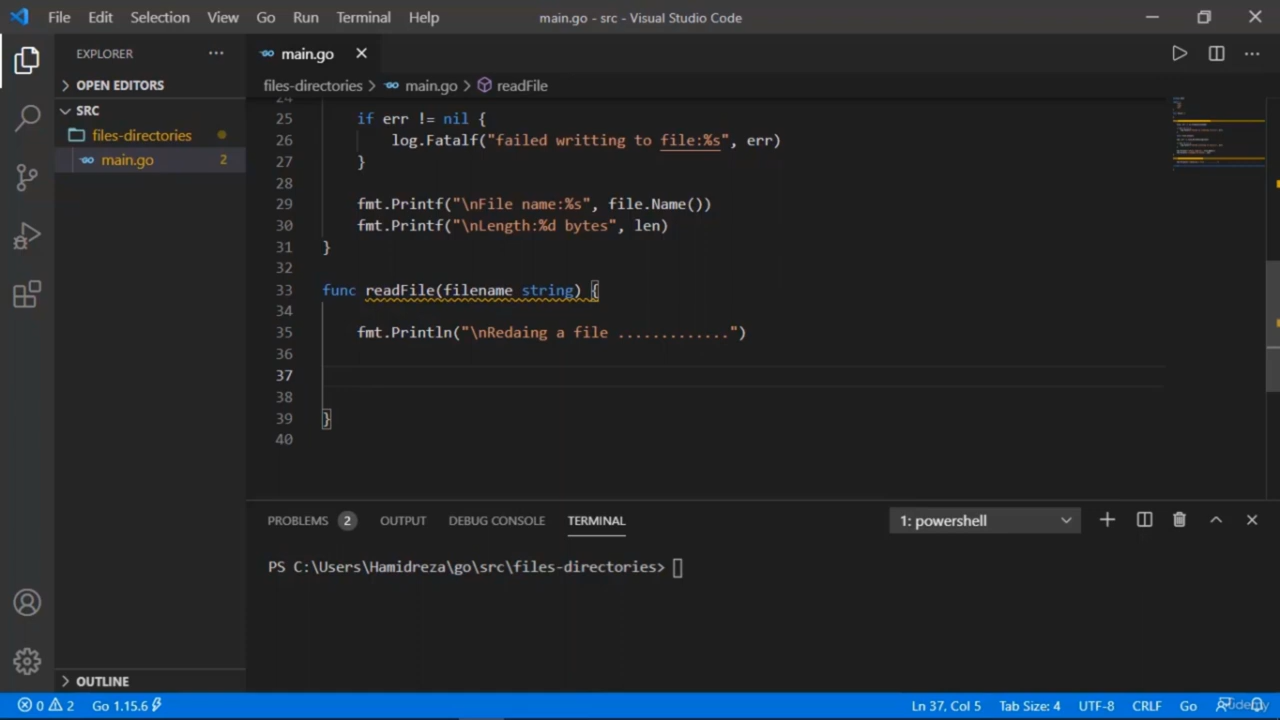 File Edit Selection View Go Run Terminal Help
main.go - src - Visual Studio Code
EXPLORER
main.go
OPEN EDITORS
SRC
files-directories
main.go 2
files-directories > main.go > readFile
24
25 if err != nil {
26 log.Fatalf("failed writting to file:%s", err)
27 }
28
29 fmt.Printf("\nFile name:%s", file.Name())
30 fmt.Printf("\nLength:%d bytes", len)
31 }
32
33 func readFile(filename string) {
34
35 fmt.Println("\nRedaing a file .............")
36
37
38
39 }
40
PROBLEMS 2 OUTPUT DEBUG CONSOLE TERMINAL 1: powershell
PS C:\Users\Hamidreza\go\src\files-directories>
OUTLINE
0 2 Go 1.15.6 Ln 37, Col 5 Tab Size: 4 UTF-8 CRLF Go
Udemy